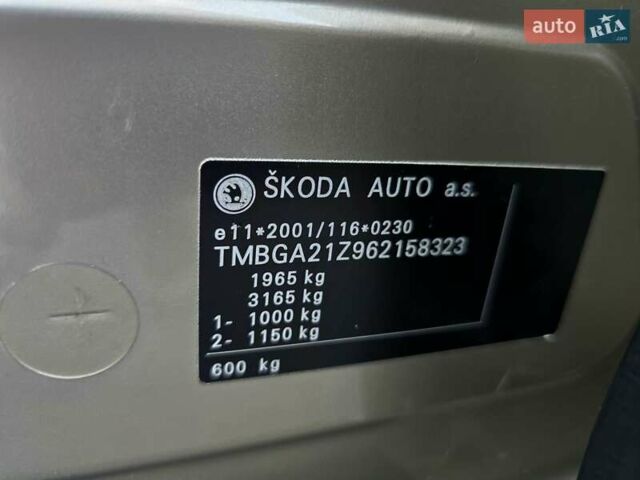 auto RIA .com
ŠKODA AUTO a.s.
e11*2001/116*0230
TMBGA21Z962158323
1965 kg
3165 kg
1- 1000 kg
2- 1150 kg
600 kg